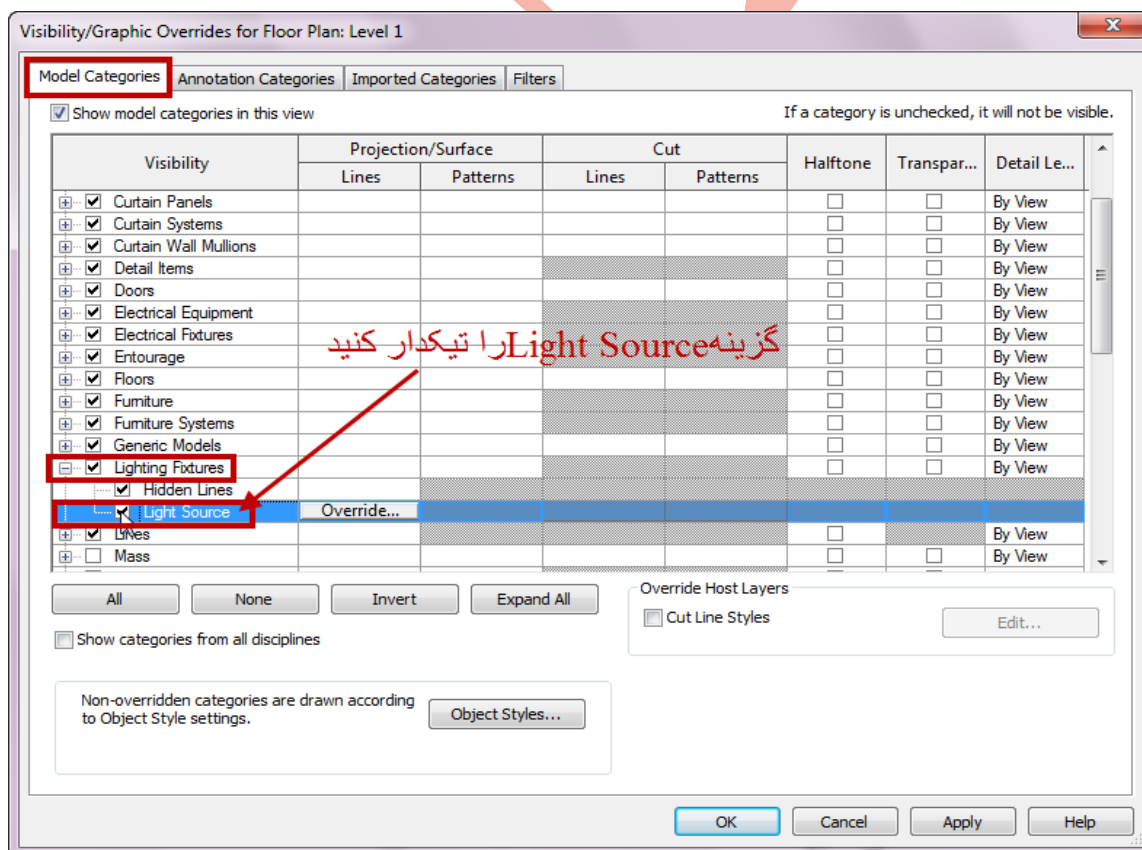 Visibility/Graphic Overrides for Floor Plan: Level 1
Model Categories Annotation Categories Imported Categories Filters
Show model categories in this view If a category is unchecked, it will not be visible.
Visibility Projection/Surface Cut Halftone Transpar... Detail Le...
Lines Patterns Lines Patterns
Curtain Panels By View
Curtain Systems By View
Curtain Wall Mullions By View
Detail Items By View
Doors By View
Electrical Equipment By View
Electrical Fixtures By View
گزینه Light Source را تیکدار کنید
Entourage By View
Floors By View
Furniture By View
Furniture Systems By View
Generic Models By View
Lighting Fixtures By View
Hidden Lines
Light Source Override...
Lines By View
Mass By View
All None Invert Expand All Override Host Layers
Cut Line Styles Edit...
Show categories from all disciplines
Non-overridden categories are drawn according
to Object Style settings. Object Styles...
OK Cancel Apply Help